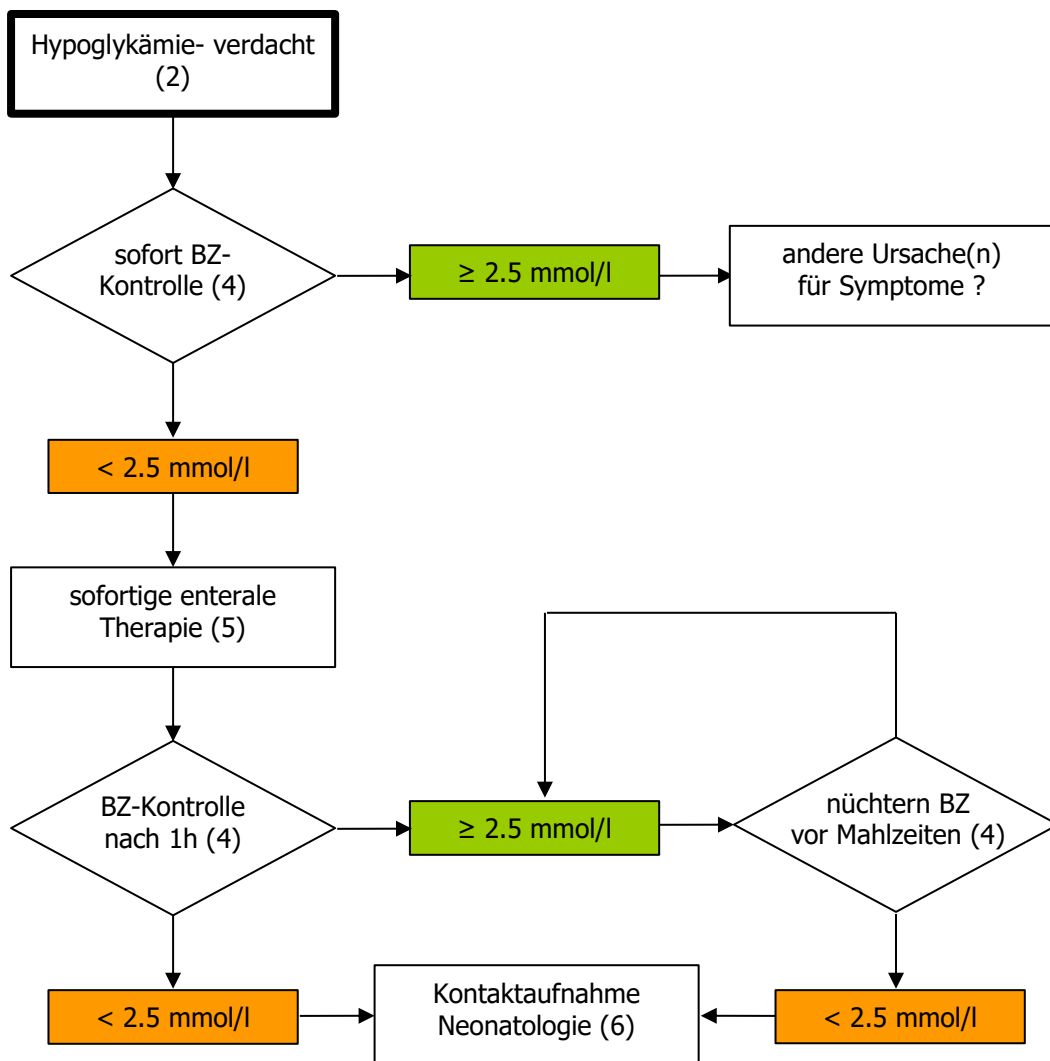 Hypoglykämie- verdacht
(2)
sofort BZ-
Kontrolle (4)
≥ 2.5 mmol/l
andere Ursache(n)
für Symptome ?
< 2.5 mmol/l
sofortige enterale
Therapie (5)
BZ-Kontrolle
nach 1h (4)
≥ 2.5 mmol/l
nüchtern BZ
vor Mahlzeiten (4)
< 2.5 mmol/l
Kontaktaufnahme
Neonatologie (6)
< 2.5 mmol/l